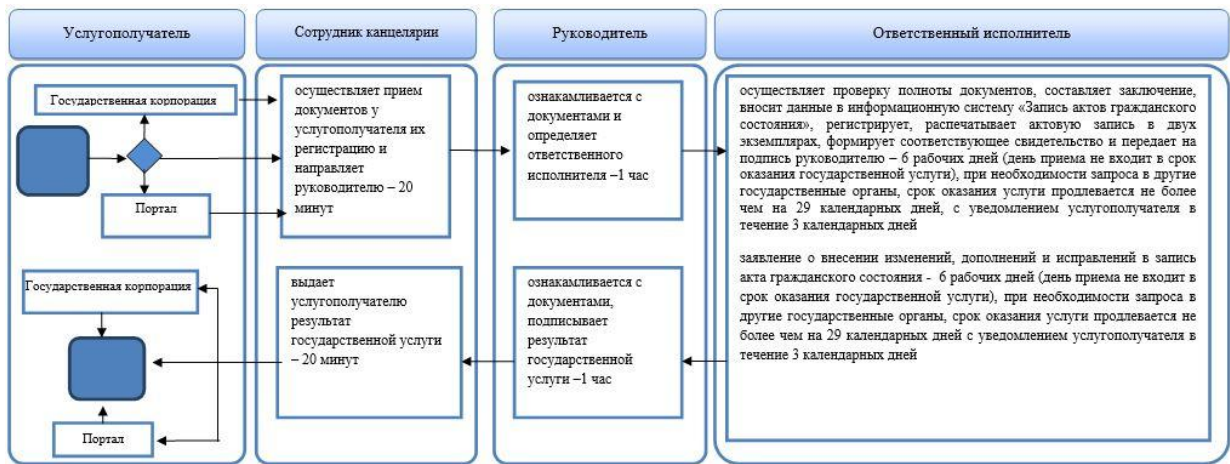 Услугополучатель
Сотрудник канцелярии
Руководитель
Ответственный исполнитель
Государственная корпорация
Портал
осуществляет прием
документов у
услугополучателя их
регистрацию и
направляет
руководителю – 20
минут
ознакамливается с
документами и
определяет
ответственного
исполнителя –1 час
осуществляет проверку полноты документов, составляет заключение,
вносит данные в информационную систему «Запись актов гражданского
состояния», регистрирует, распечатывает актовую запись в двух
экземплярах, формирует соответствующее свидетельство и передает на
подпись руководителю – 6 рабочих дней (день приема не входит в срок
оказания государственной услуги), при необходимости запроса в другие
государственные органы, срок оказания услуги продлевается не более
чем на 29 календарных дней, с уведомлением услугополучателя в
течение 3 календарных дней
заявление о внесении изменений, дополнений и исправлений в запись
акта гражданского состояния - 6 рабочих дней (день приема не входит в
срок оказания государственной услуги), при необходимости запроса в
другие государственные органы, срок оказания услуги продлевается не
более чем на 29 календарных дней с уведомлением услугополучателя в
течение 3 календарных дней
ознакамливается с
документами,
подписывает
результат
государственной
услуги –1 час
выдает
услугополучателю
результат
государственной услуги
– 20 минут
Государственная корпорация
Портал